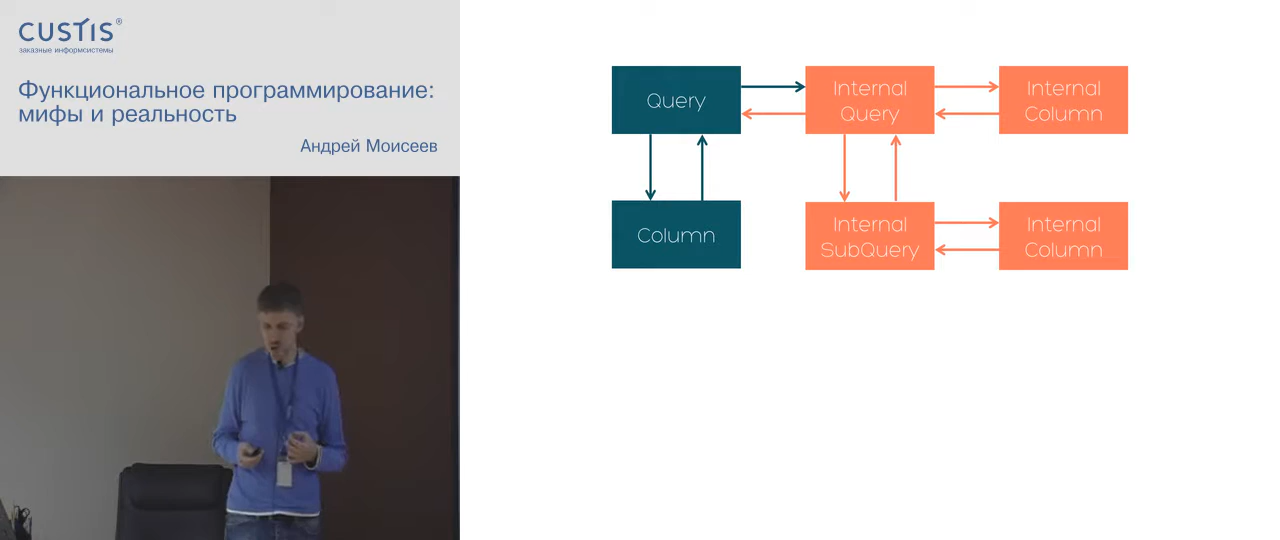 CUSTIS®
заказные информсистемы
Функциональное программирование:
мифы и реальность
Андрей Моисеев
Query
Internal
Query
Internal
Column
Column
Internal
SubQuery
Internal
Column